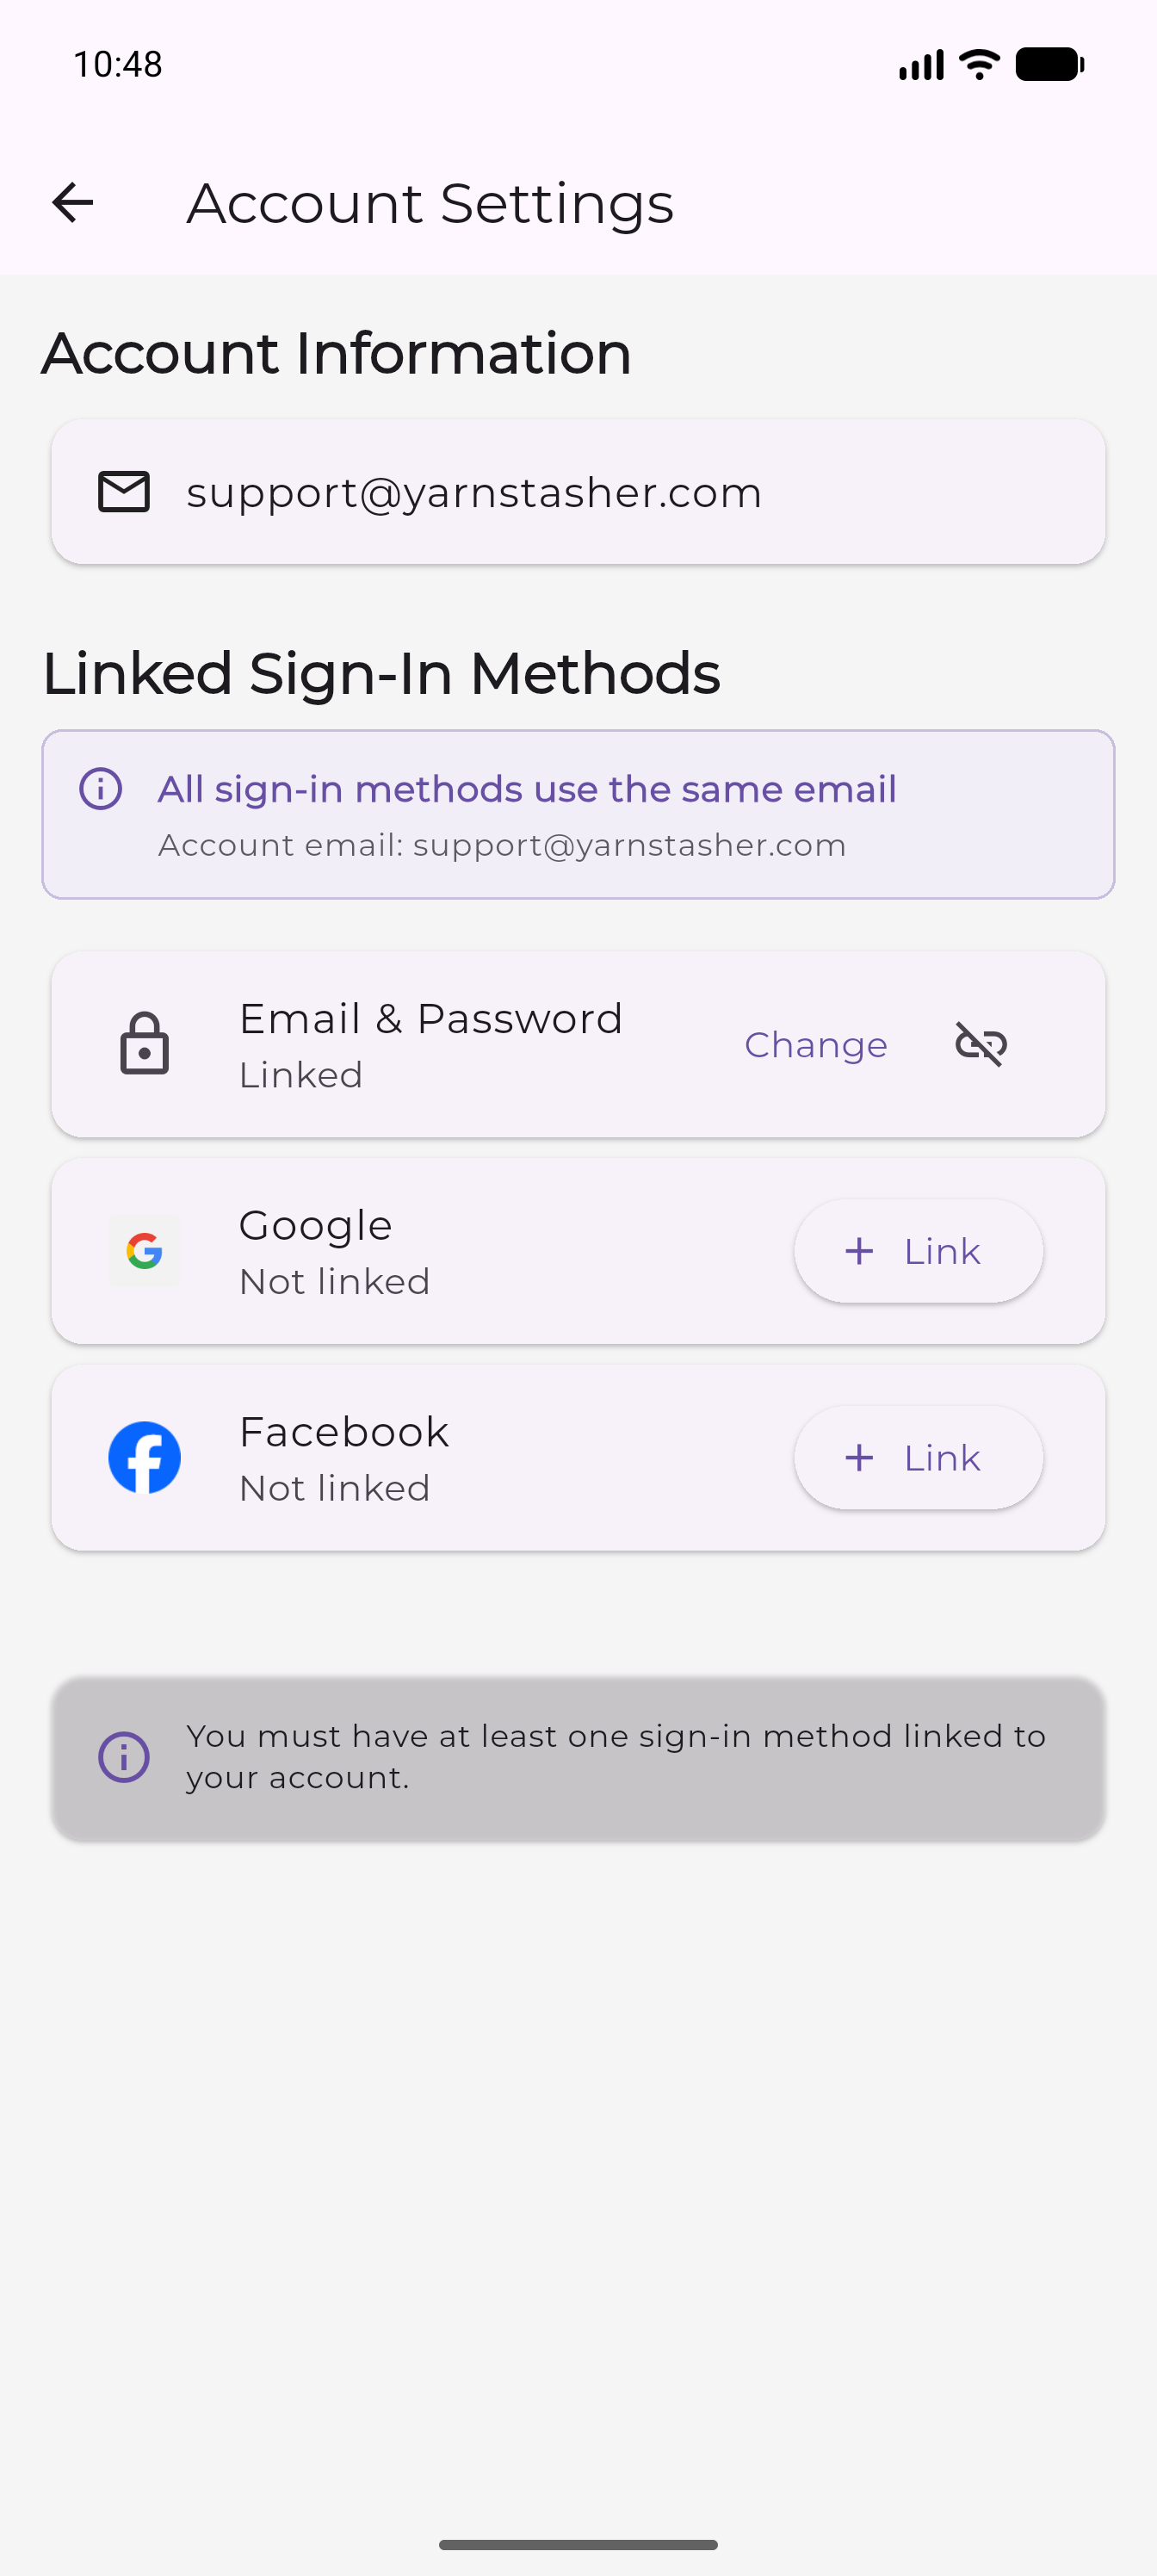 10:48
Account Settings
Account Information
support@yarnstasher.com
Linked Sign-In Methods
All sign-in methods use the same email
Account email: support@yarnstasher.com
Email & Password
Linked
Change
Google
Not linked
+ Link
Facebook
Not linked
+ Link
You must have at least one sign-in method linked to
your account.